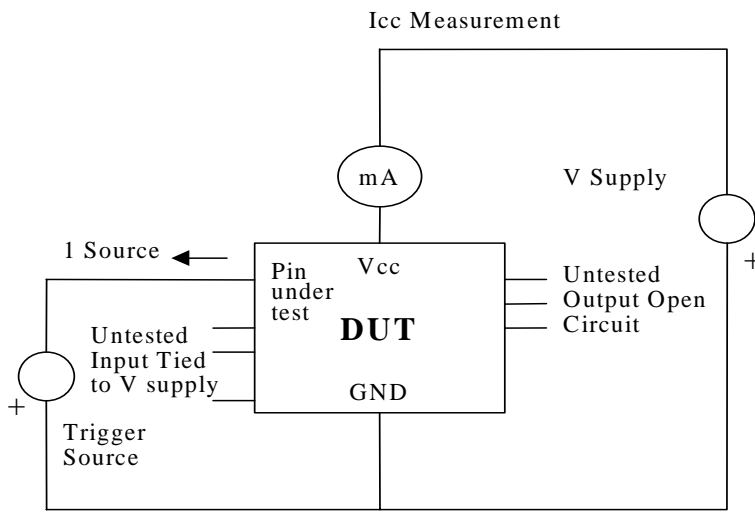 Icc Measurement
mA
V Supply
+
1 Source
Vcc
Pin
under
test
DUT
GND
Untested
Output Open
Circuit
Untested
Input Tied
to V supply
+
Trigger
Source